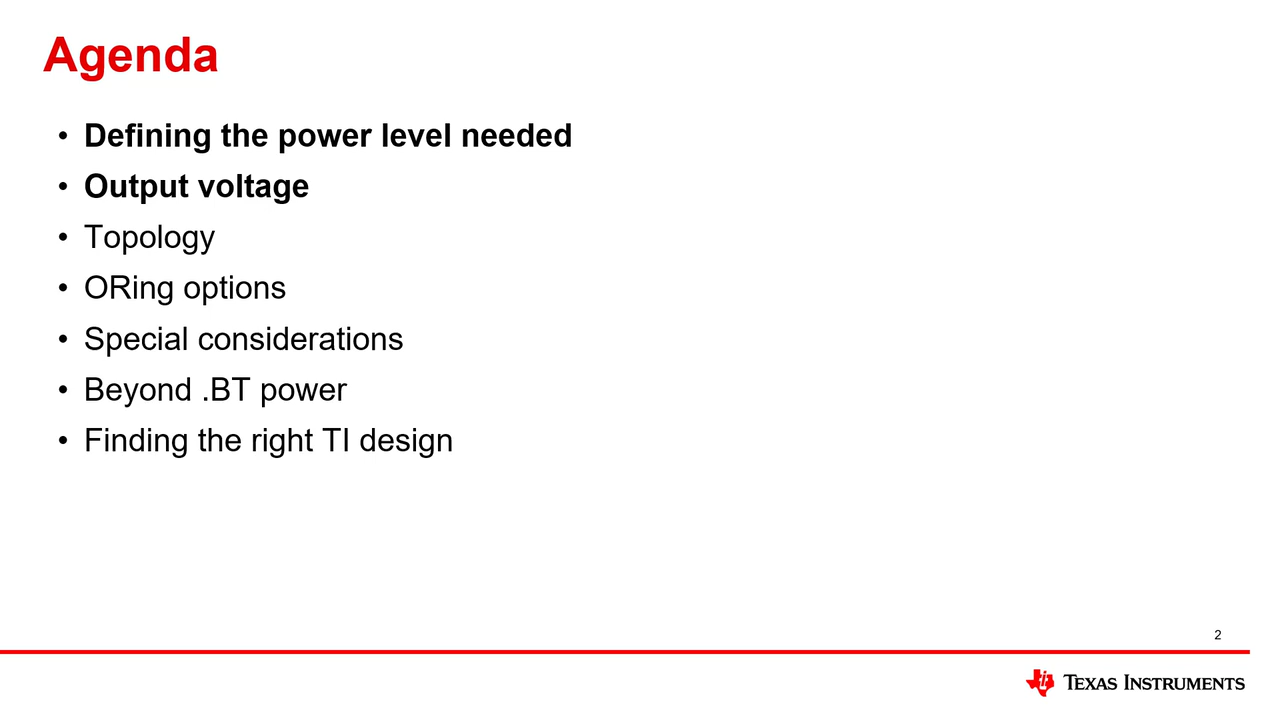 Agenda
• Defining the power level needed
• Output voltage
• Topology
• ORing options
• Special considerations
• Beyond .BT power
• Finding the right TI design
2
TEXAS INSTRUMENTS